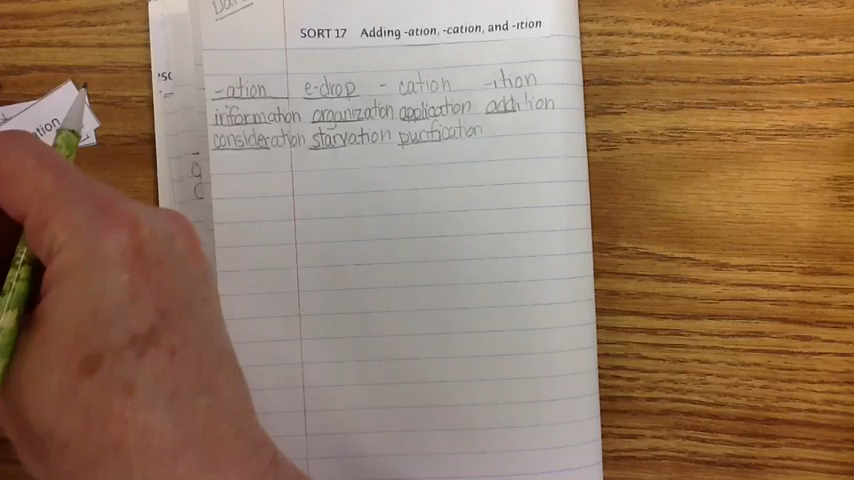 SORT 17 Adding -ation, -cation, and -ition
-ation e-drop -cation -ition
information organization application addition
consideration starvation purification